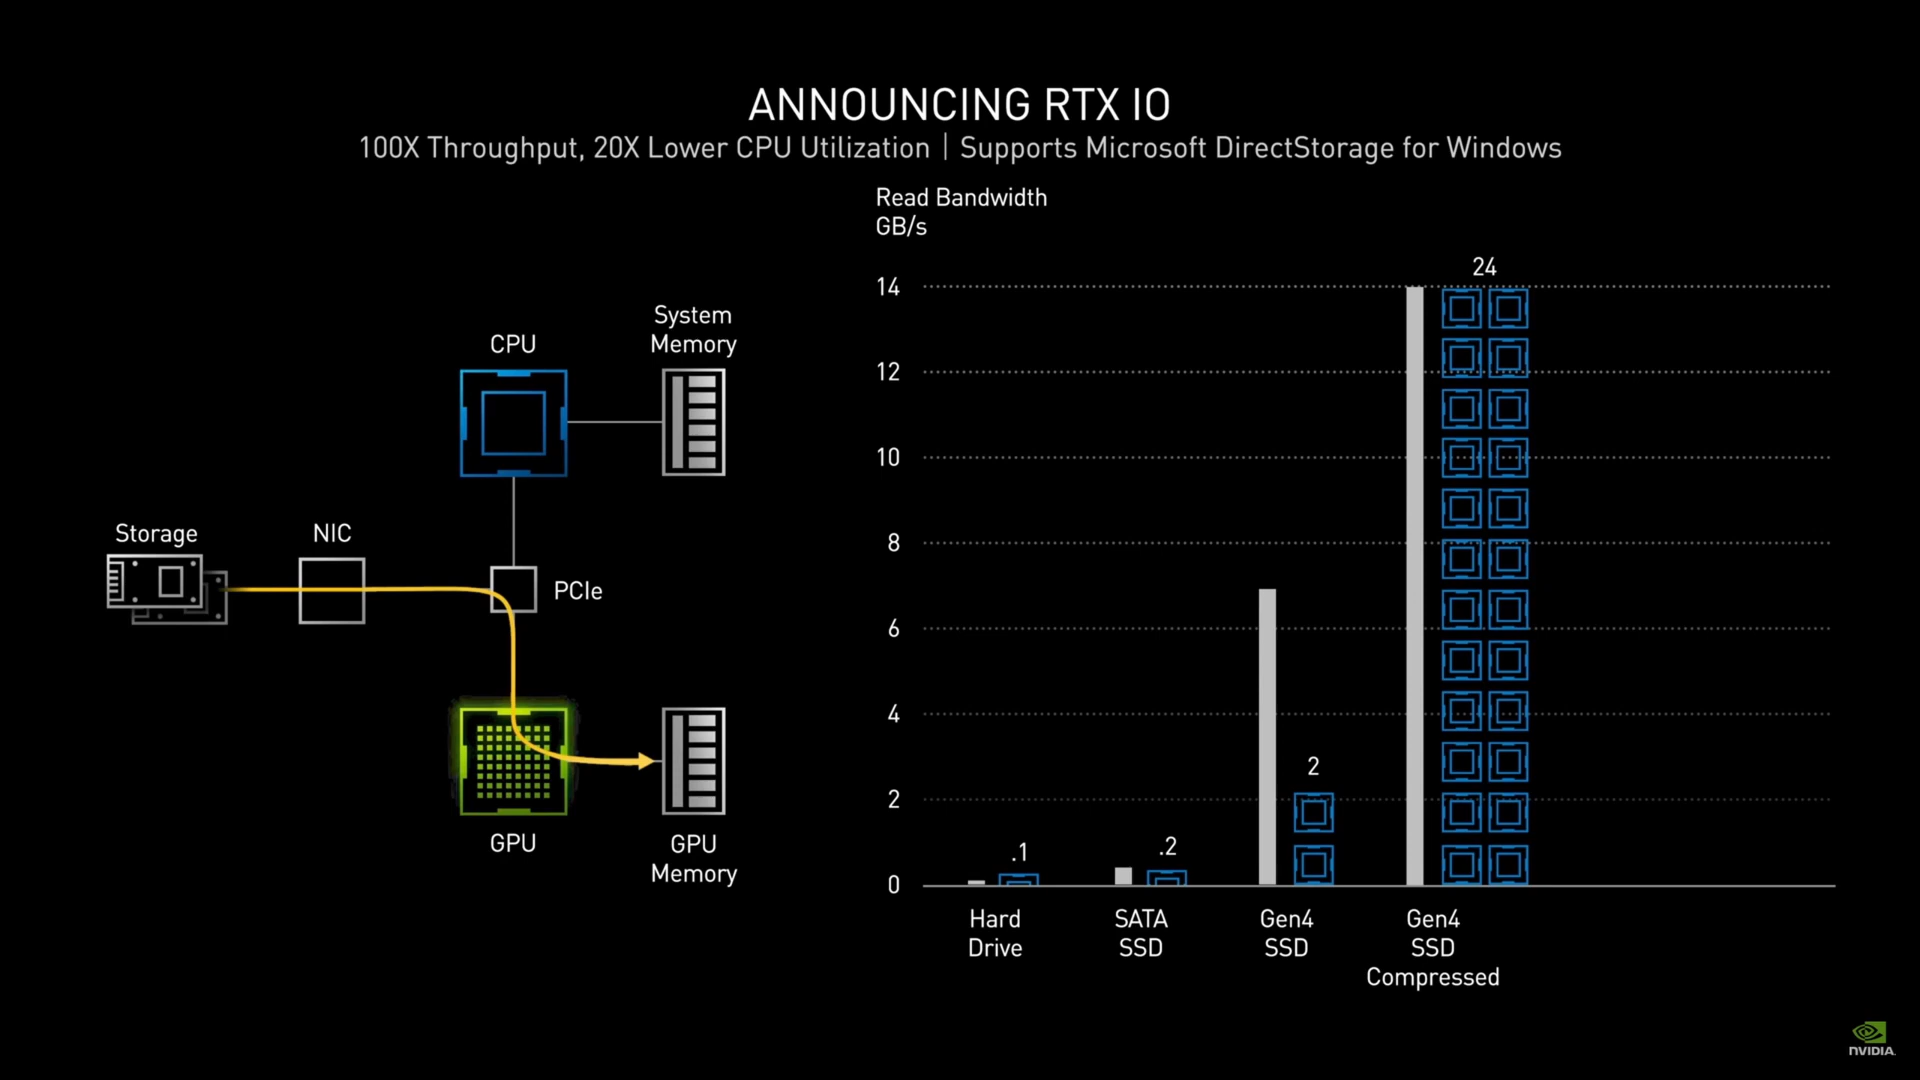 ANNOUNCING RTX IO
100X Throughput, 20X Lower CPU Utilization | Supports Microsoft DirectStorage for Windows
Storage
NIC
CPU
System
Memory
PCIe
GPU
GPU
Memory
Read Bandwidth
GB/s
14
12
10
8
6
4
2
0
.1
.2
2
24
Hard
Drive
SATA
SSD
Gen4
SSD
Gen4
SSD
Compressed
NVIDIA.